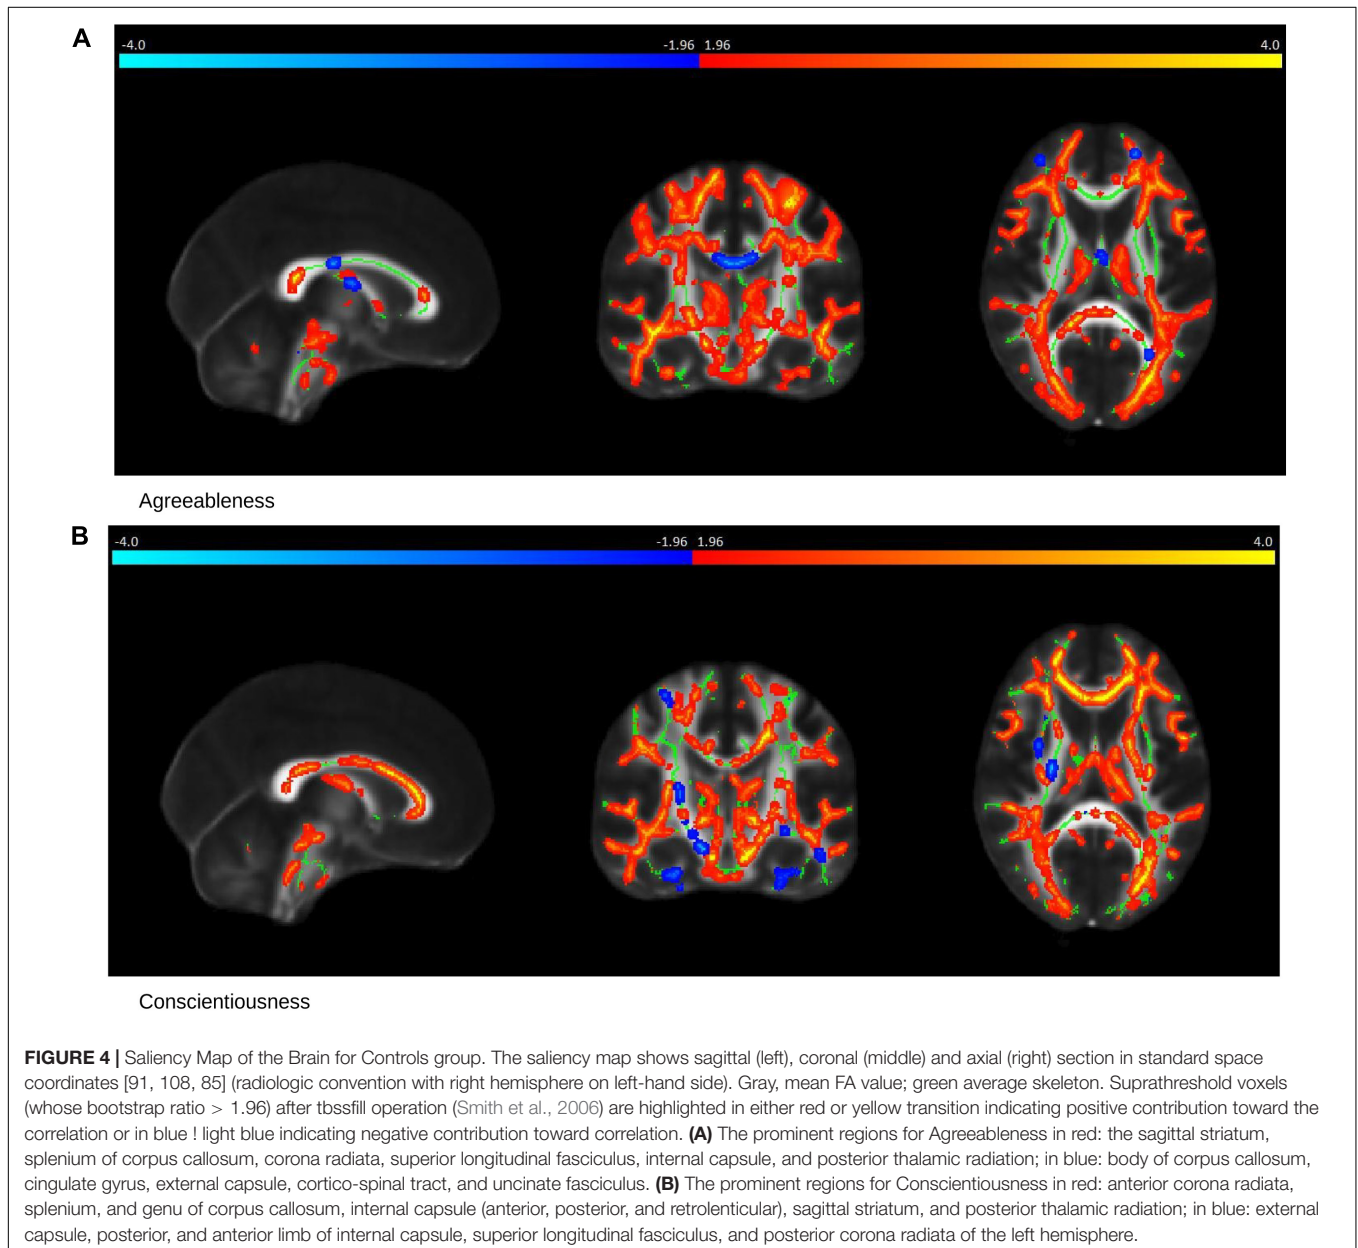 A
-4.0 -1.96 1.96 4.0
Agreeableness
B
-4.0 -1.96 1.96 4.0
Conscientiousness
FIGURE 4 | Saliency Map of the Brain for Controls group. The saliency map shows sagittal (left), coronal (middle) and axial (right) section in standard space
coordinates [91, 108, 85] (radiologic convention with right hemisphere on left-hand side). Gray, mean FA value; green average skeleton. Suprathreshold voxels
(whose bootstrap ratio > 1.96) after tbssfill operation (Smith et al., 2006) are highlighted in either red or yellow transition indicating positive contribution toward the
correlation or in blue ! light blue indicating negative contribution toward correlation. (A) The prominent regions for Agreeableness in red: the sagittal striatum,
splenium of corpus callosum, corona radiata, superior longitudinal fasciculus, internal capsule, and posterior thalamic radiation; in blue: body of corpus callosum,
cingulate gyrus, external capsule, cortico-spinal tract, and uncinate fasciculus. (B) The prominent regions for Conscientiousness in red: anterior corona radiata,
splenium, and genu of corpus callosum, internal capsule (anterior, posterior, and retrolenticular), sagittal striatum, and posterior thalamic radiation; in blue: external
capsule, posterior, and anterior limb of internal capsule, superior longitudinal fasciculus, and posterior corona radiata of the left hemisphere.